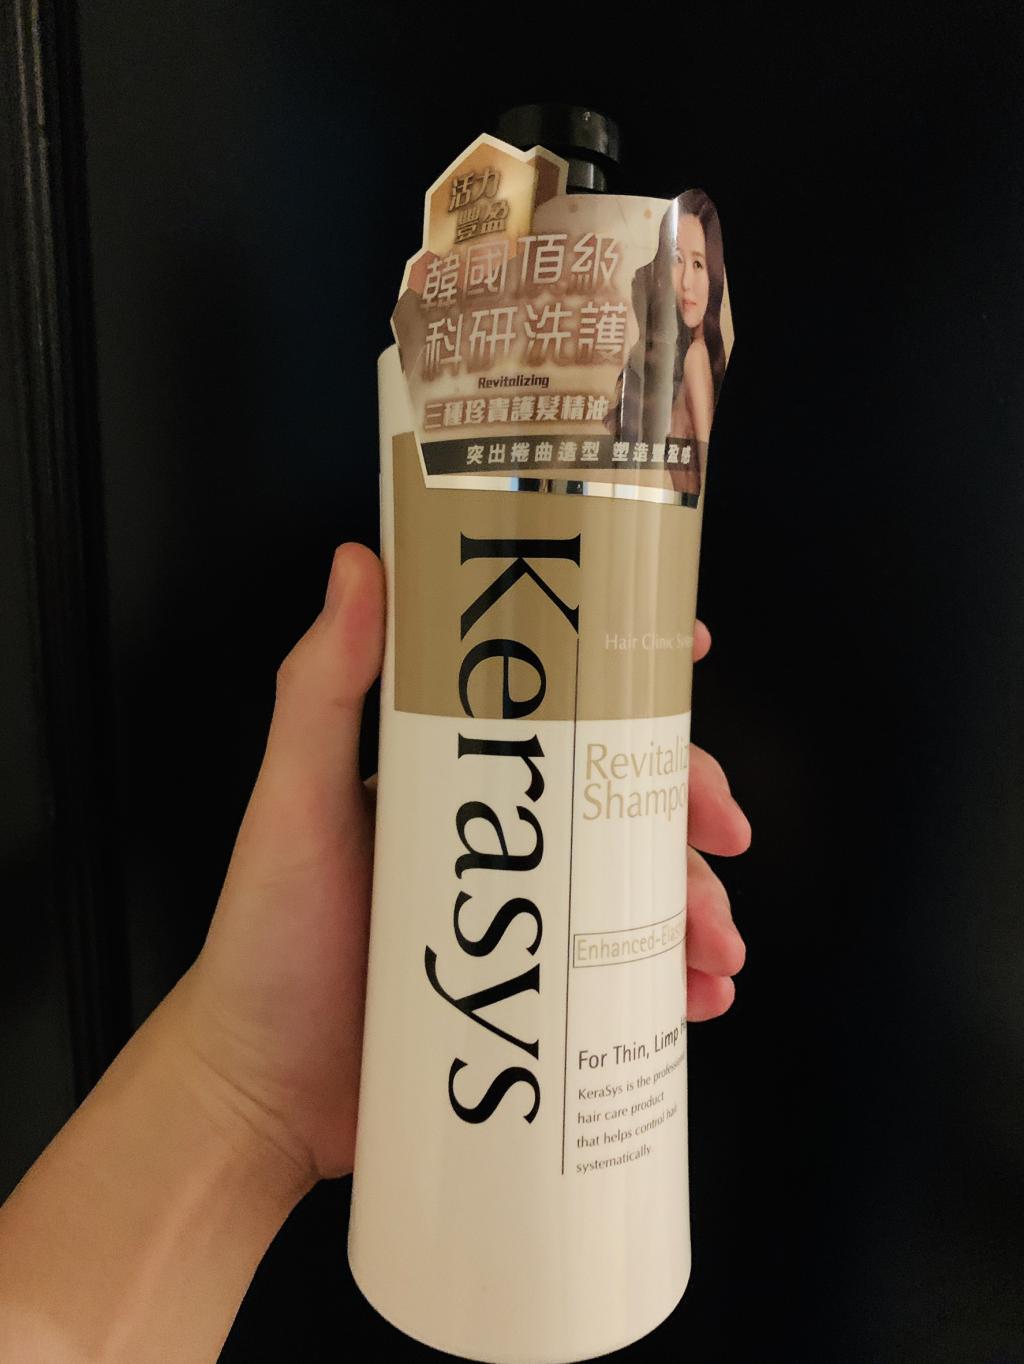 活力
豐盈
韓國頂級
科研洗護
Revitalizing
三種珍貴護髮精油
突出捲曲造型 塑造豐盈感
Kerasys
Hair Clinic
Revitaliz
Shampo
Enhanced-Elas
For Thin, Limp H
KeraSys is the professional
hair care product
that helps control hair
systematically.